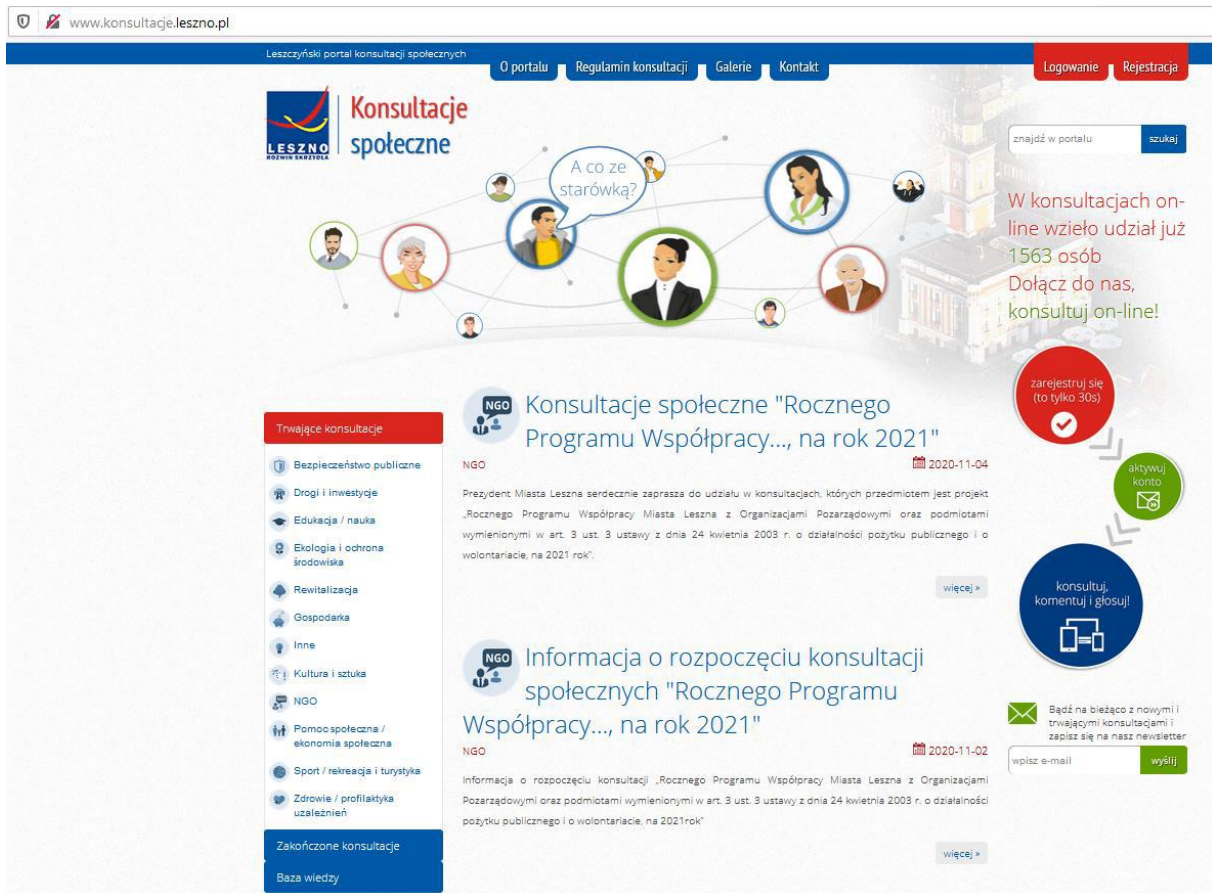 www.konsultacje.leszno.pl
Leszczyński portal konsultacji społecznych
O portalu
Regulamin konsultacji
Galerie
Kontakt
Logowanie
Rejestracja
LESZNO
ROZWIŃ SKRZYDŁA
Konsultacje
społeczne
A co ze
starówką?
znajdź w portalu
szukaj
W konsultacjach on-
line wzieło udział już
1563 osób
Dołącz do nas,
konsultuj on-line!
zarejestruj się
(to tylko 30s)
aktywuj
konto
konsultuj,
komentuj i głosuj!
Bądź na bieżąco z nowymi i
trwającymi konsultacjami i
zapisz się na nasz newsletter
wpisz e-mail
wyślij
Trwające konsultacje
Bezpieczeństwo publiczne
Drogi i inwestycje
Edukacja / nauka
Ekologia i ochrona
środowiska
Rewitalizacja
Gospodarka
Inne
Kultura i sztuka
NGO
Pomoc społeczna /
ekonomia społeczna
Sport / rekreacja i turystyka
Zdrowie / profilaktyka
uzależnień
Zakończone konsultacje
Baza wiedzy
NGO
Konsultacje społeczne "Rocznego
Programu Współpracy..., na rok 2021"
NGO
2020-11-04
Prezydent Miasta Leszna serdecznie zaprasza do udziału w konsultacjach, których przedmiotem jest projekt
„Rocznego Programu Współpracy Miasta Leszna z Organizacjami Pozarządowymi oraz podmiotami
wymienionymi w art. 3 ust. 3 ustawy z dnia 24 kwietnia 2003 r. o działalności pożytku publicznego i o
wolontariacie, na 2021 rok".
więcej »
NGO
Informacja o rozpoczęciu konsultacji
społecznych "Rocznego Programu
Współpracy..., na rok 2021"
NGO
2020-11-02
Informacja o rozpoczęciu konsultacji „Rocznego Programu Współpracy Miasta Leszna z Organizacjami
Pozarządowymi oraz podmiotami wymienionymi w art. 3 ust. 3 ustawy z dnia 24 kwietnia 2003 r. o działalności
pożytku publicznego i o wolontariacie, na 2021rok"
więcej »